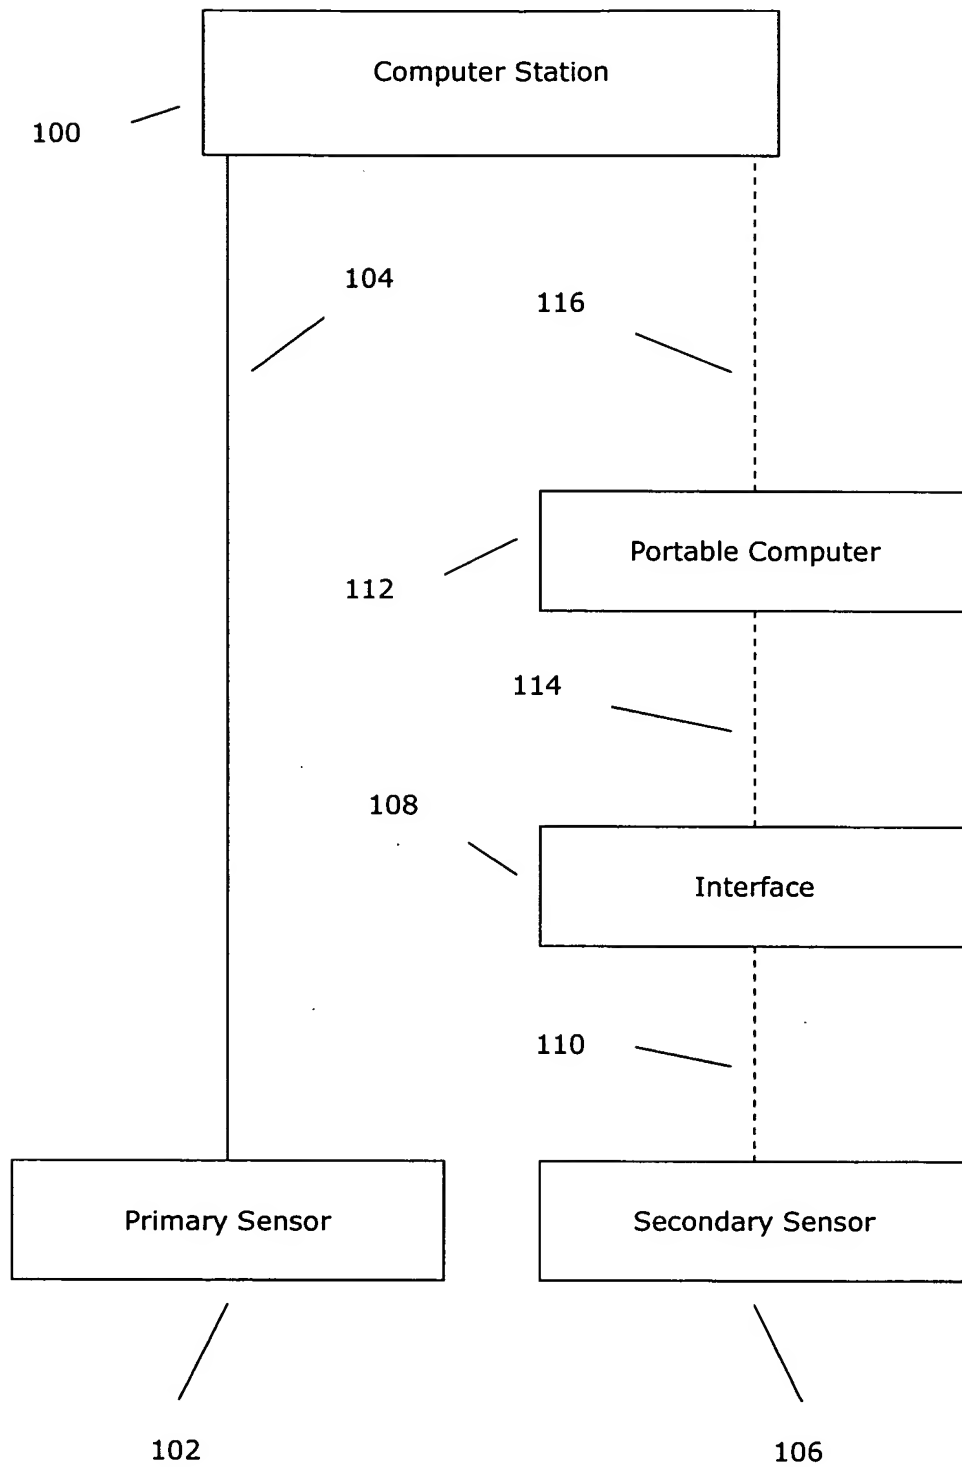 Computer Station
100
104
116
Portable Computer
112
114
108
Interface
110
Primary Sensor
Secondary Sensor
102
106